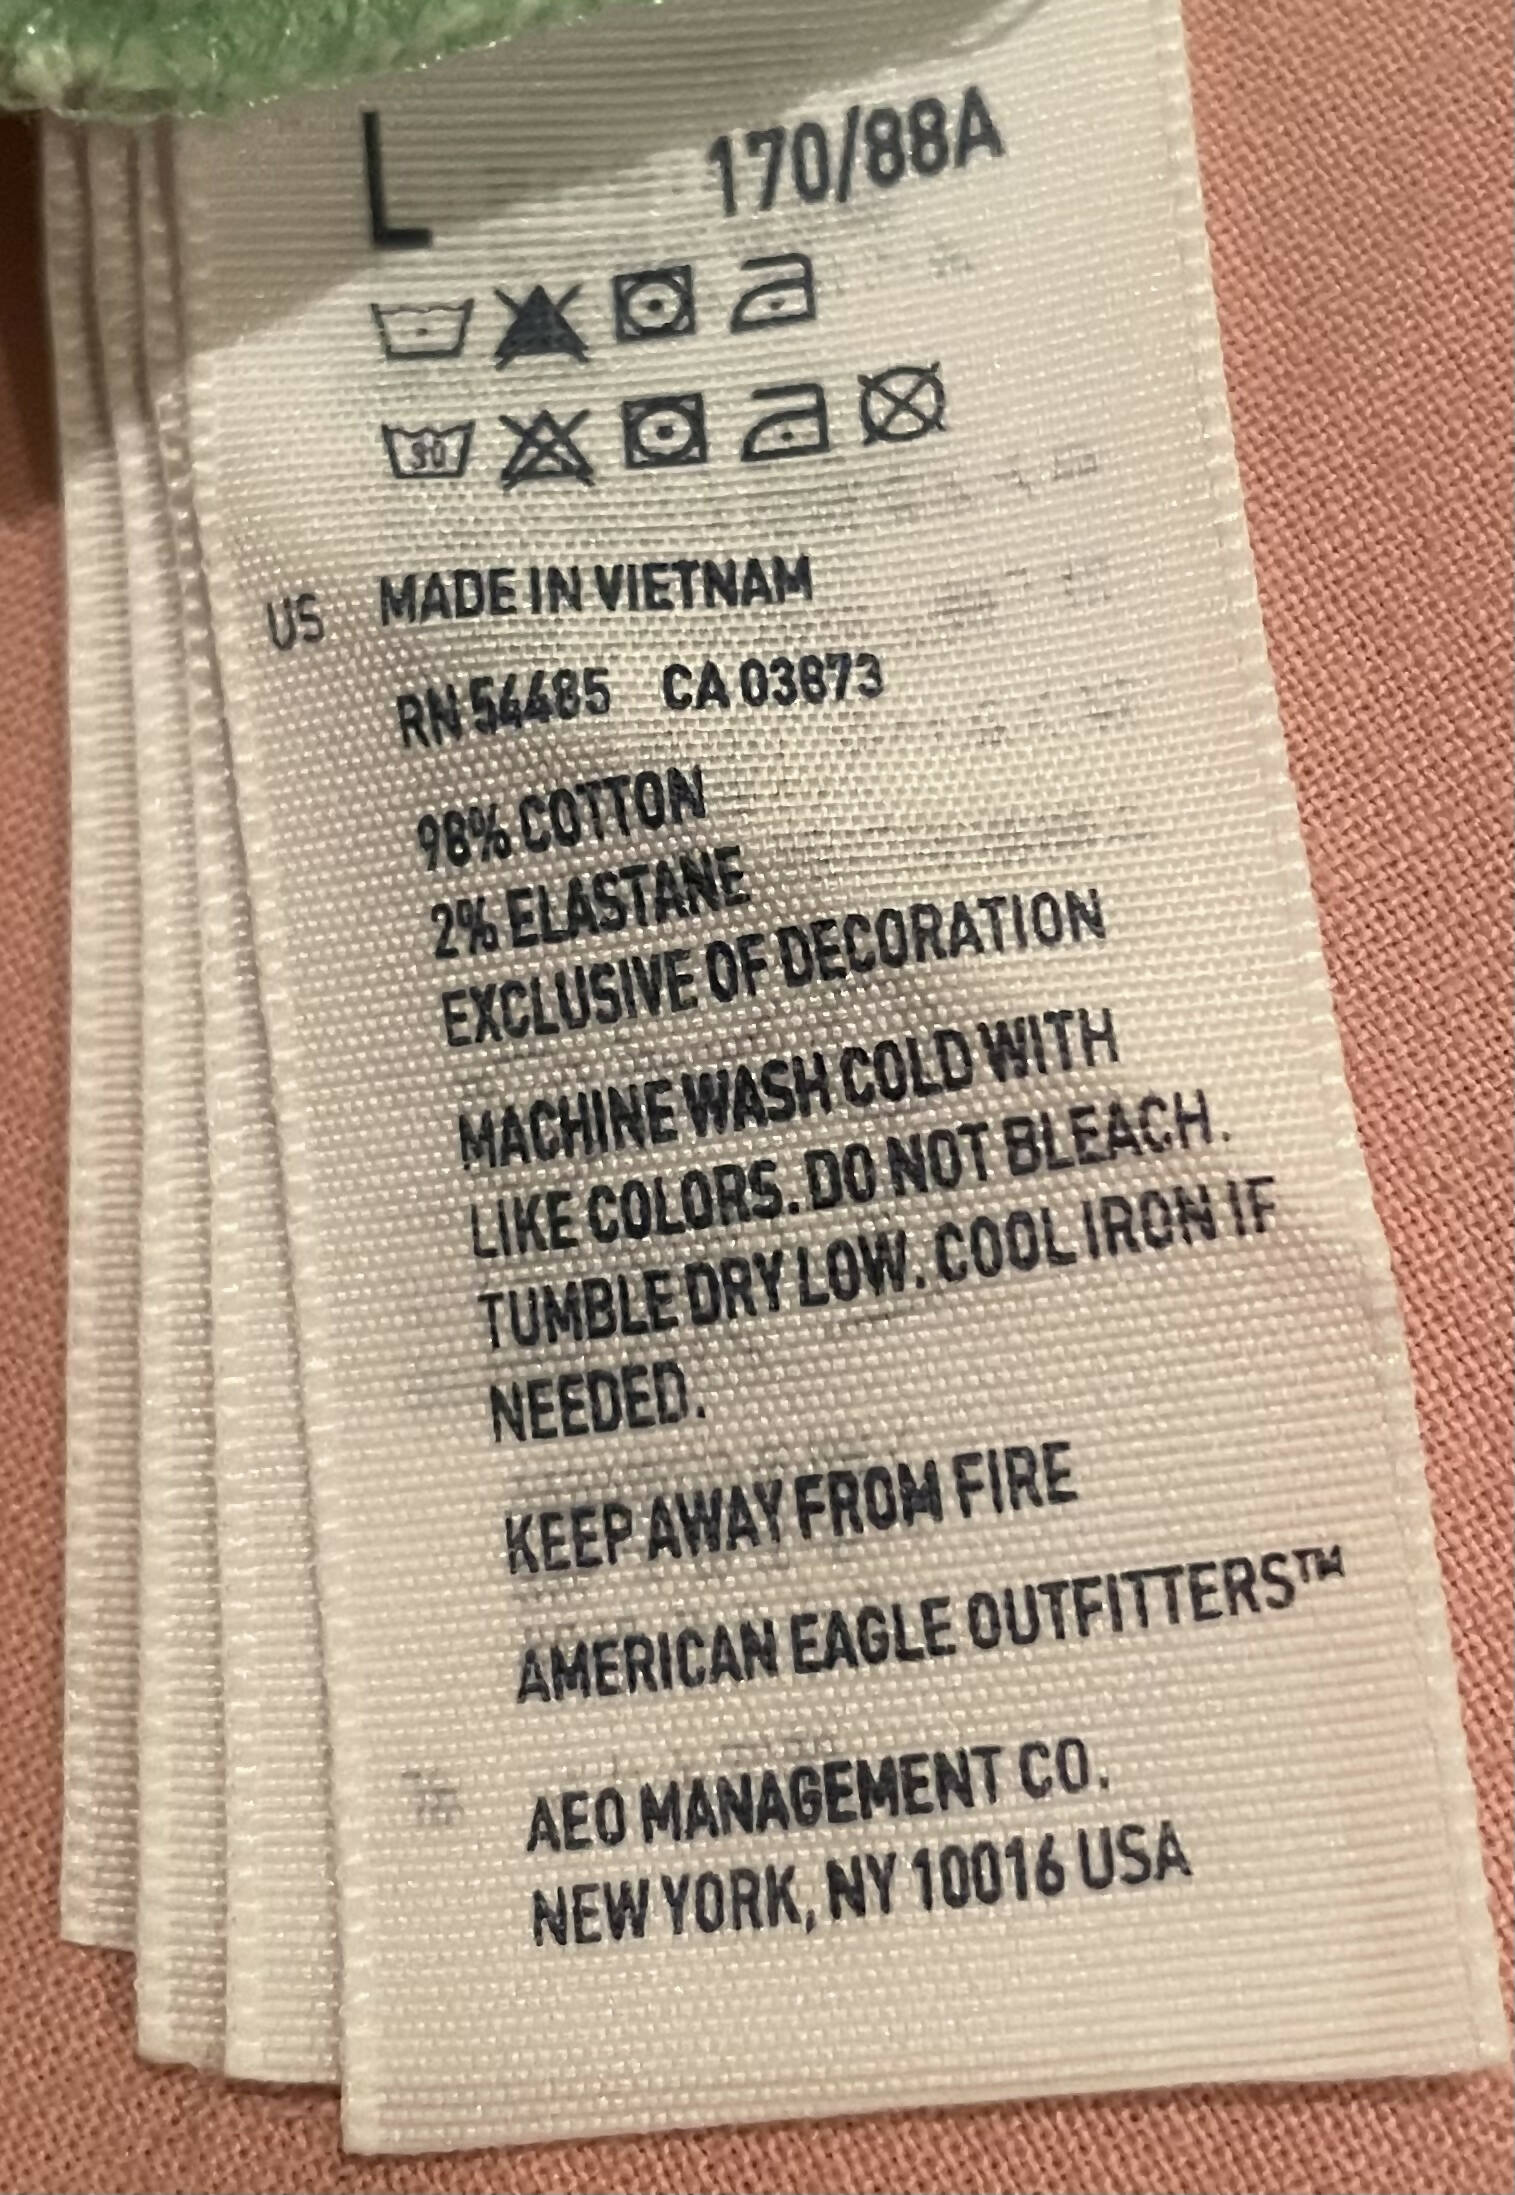 L 170/88A
30
US MADE IN VIETNAM
RN 54485 CA 03873
98% COTTON
2% ELASTANE
EXCLUSIVE OF DECORATION
MACHINE WASH COLD WITH
LIKE COLORS. DO NOT BLEACH.
TUMBLE DRY LOW. COOL IRON IF
NEEDED.
KEEP AWAY FROM FIRE
AMERICAN EAGLE OUTFITTERS™
AEO MANAGEMENT CO.
NEW YORK, NY 10016 USA